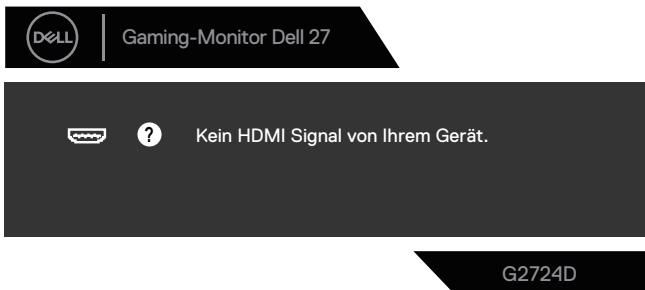 DELL
Gaming-Monitor Dell 27
? Kein HDMI Signal von Ihrem Gerät.
G2724D